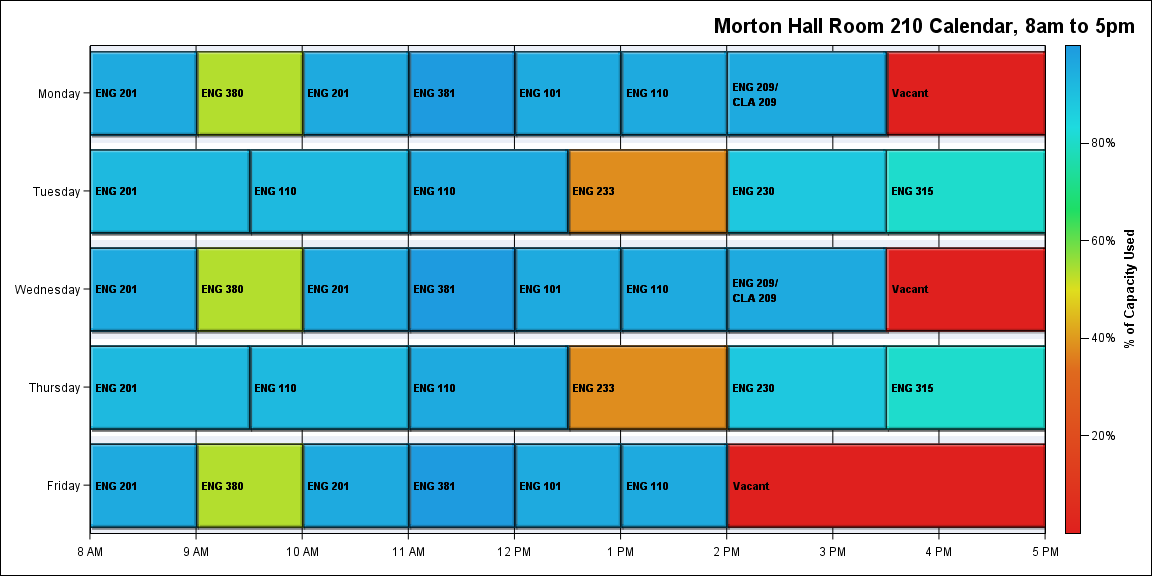 Morton Hall Room 210 Calendar, 8am to 5pm
Monday
ENG 201
ENG 380
ENG 201
ENG 381
ENG 101
ENG 110
ENG 209/
CLA 209
Vacant
Tuesday
ENG 201
ENG 110
ENG 110
ENG 233
ENG 230
ENG 315
Wednesday
ENG 201
ENG 380
ENG 201
ENG 381
ENG 101
ENG 110
ENG 209/
CLA 209
Vacant
Thursday
ENG 201
ENG 110
ENG 110
ENG 233
ENG 230
ENG 315
Friday
ENG 201
ENG 380
ENG 201
ENG 381
ENG 101
ENG 110
Vacant
8 AM
9 AM
10 AM
11 AM
12 PM
1 PM
2 PM
3 PM
4 PM
5 PM
80%
60%
40%
20%
% of Capacity Used